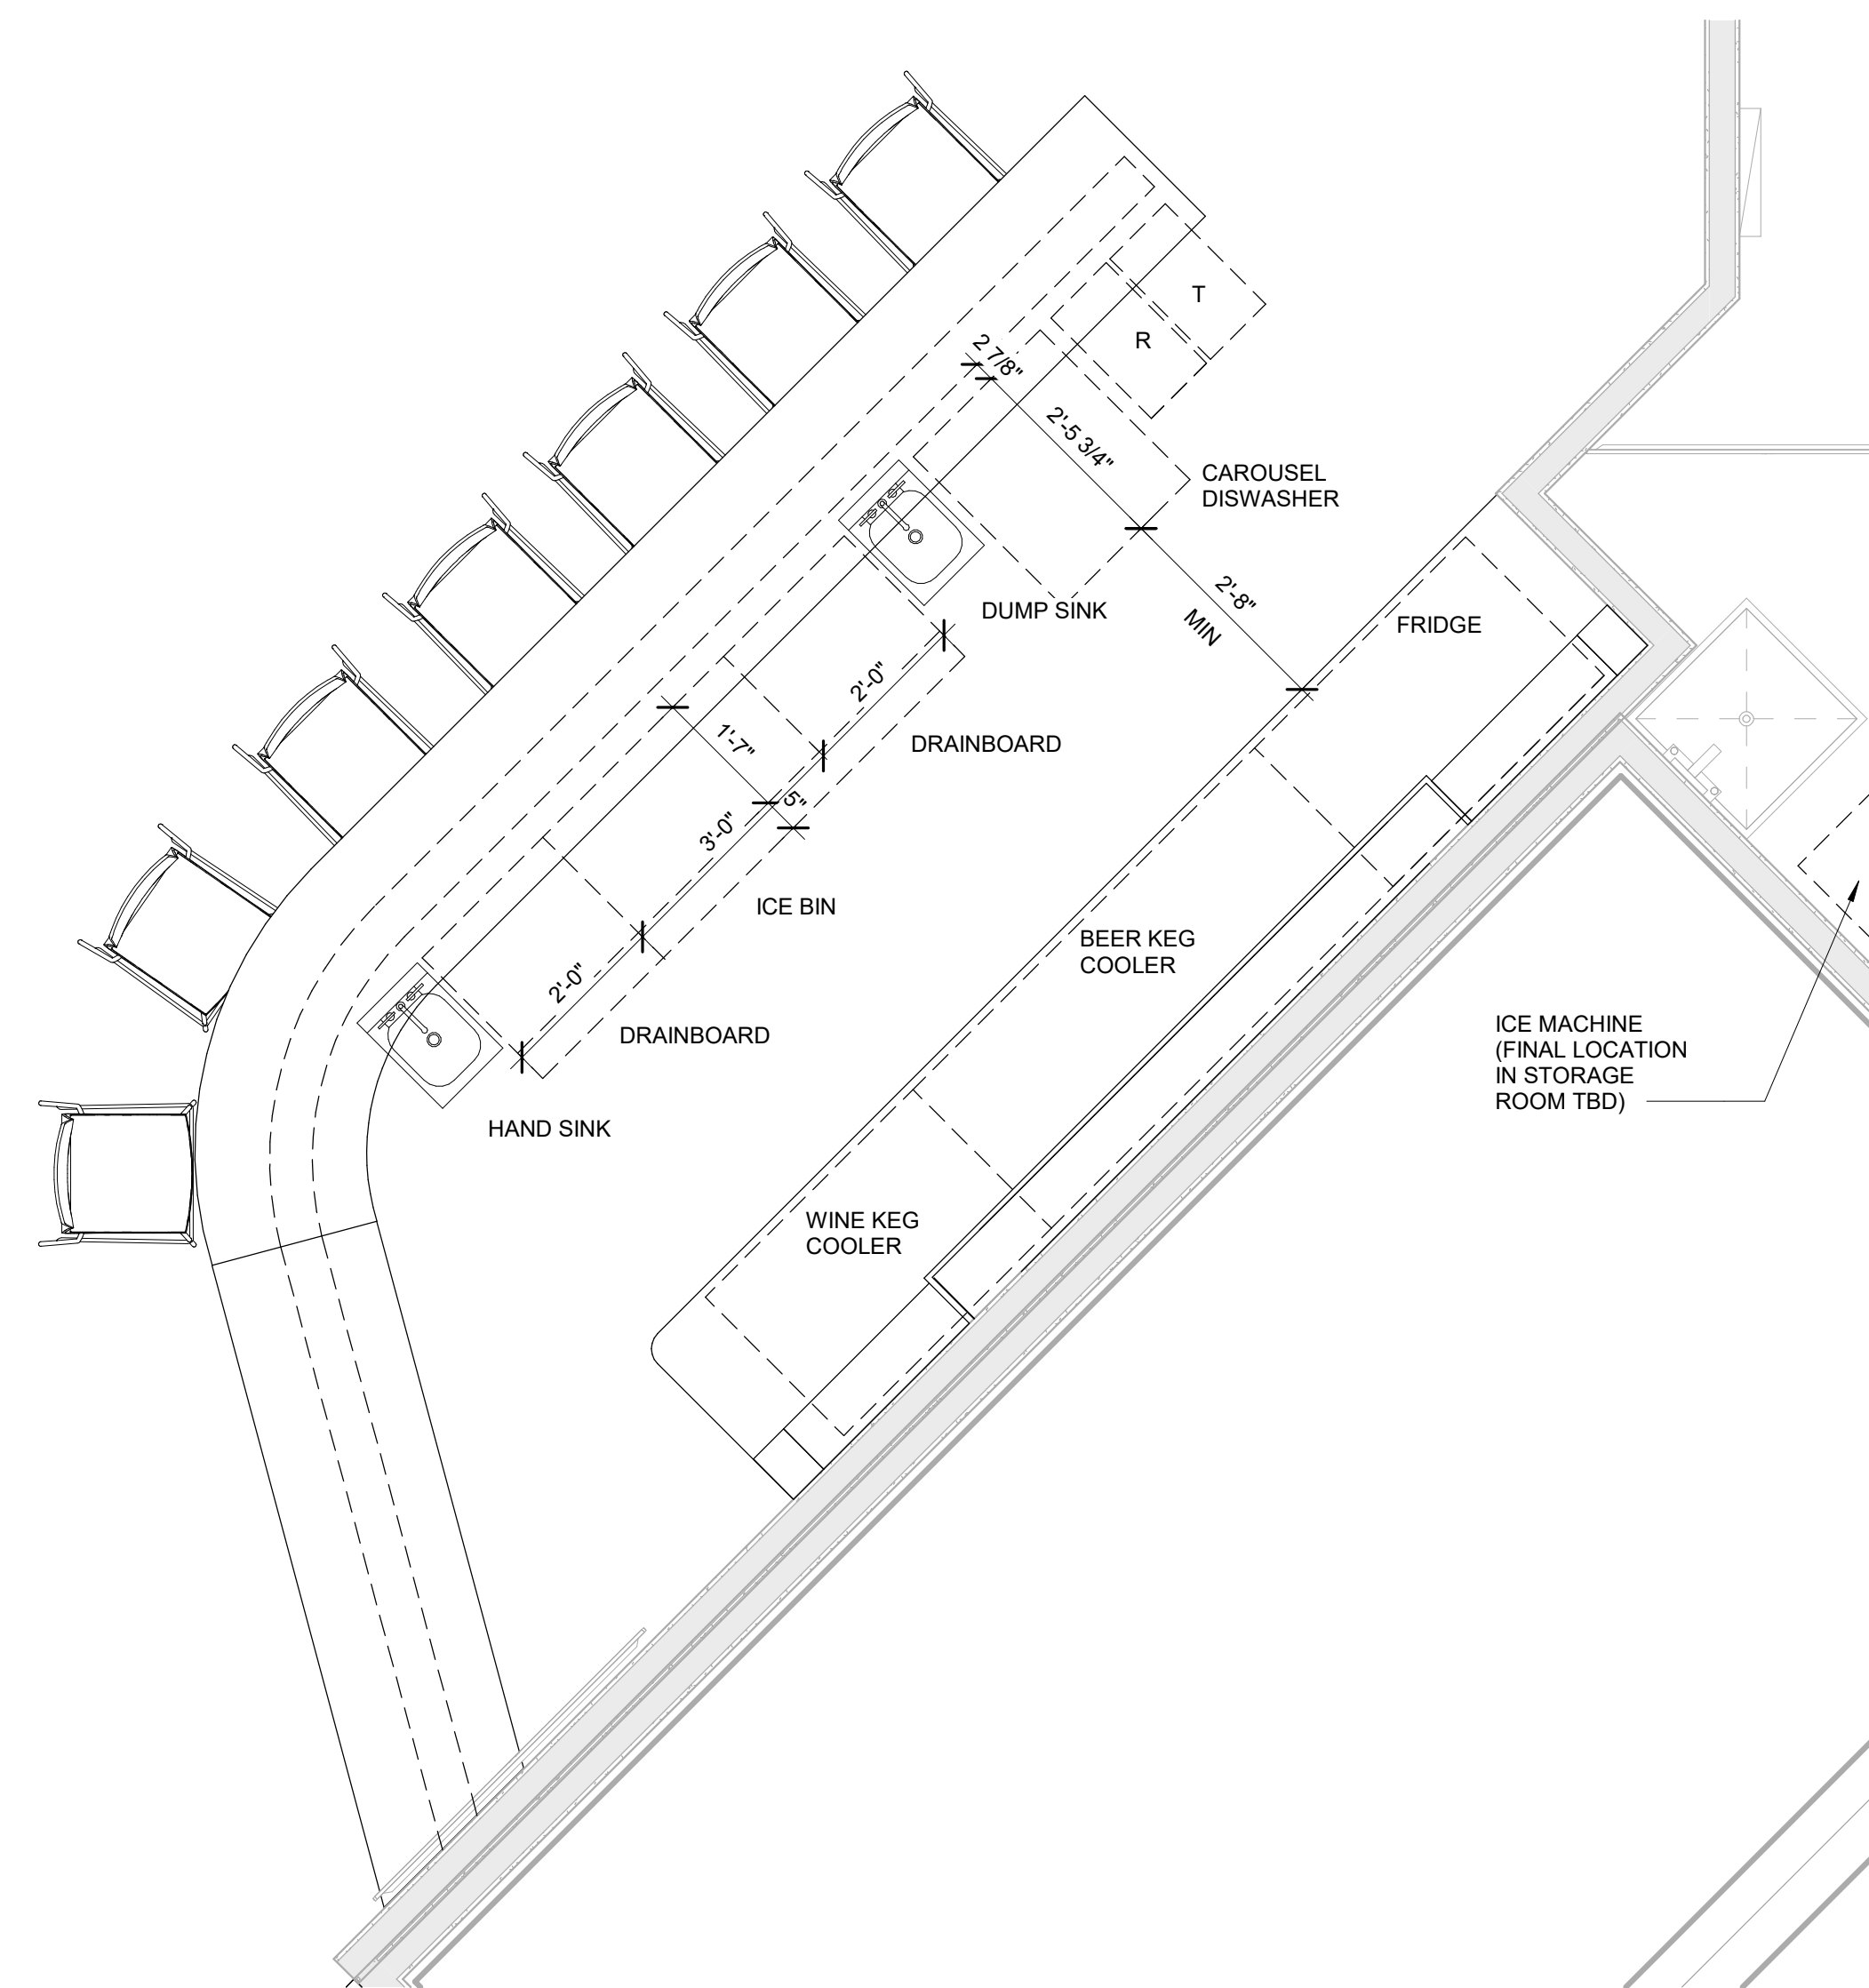 T
R
2 7/8"
2'-5 3/4"
CAROUSEL
DISWASHER
2'-8"
MIN
DUMP SINK
FRIDGE
2'-0"
DRAINBOARD
1'-7"
5"
3'-0"
ICE BIN
BEER KEG
COOLER
2'-0"
DRAINBOARD
ICE MACHINE
(FINAL LOCATION
IN STORAGE
ROOM TBD)
HAND SINK
WINE KEG
COOLER